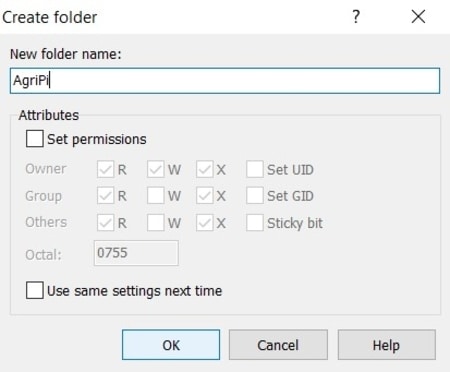 Create folder ?
New folder name:
AgriPi
Attributes
Set permissions
Owner R W X Set UID
Group R W X Set GID
Others R W X Sticky bit
Octal: 0755
Use same settings next time
OK Cancel Help